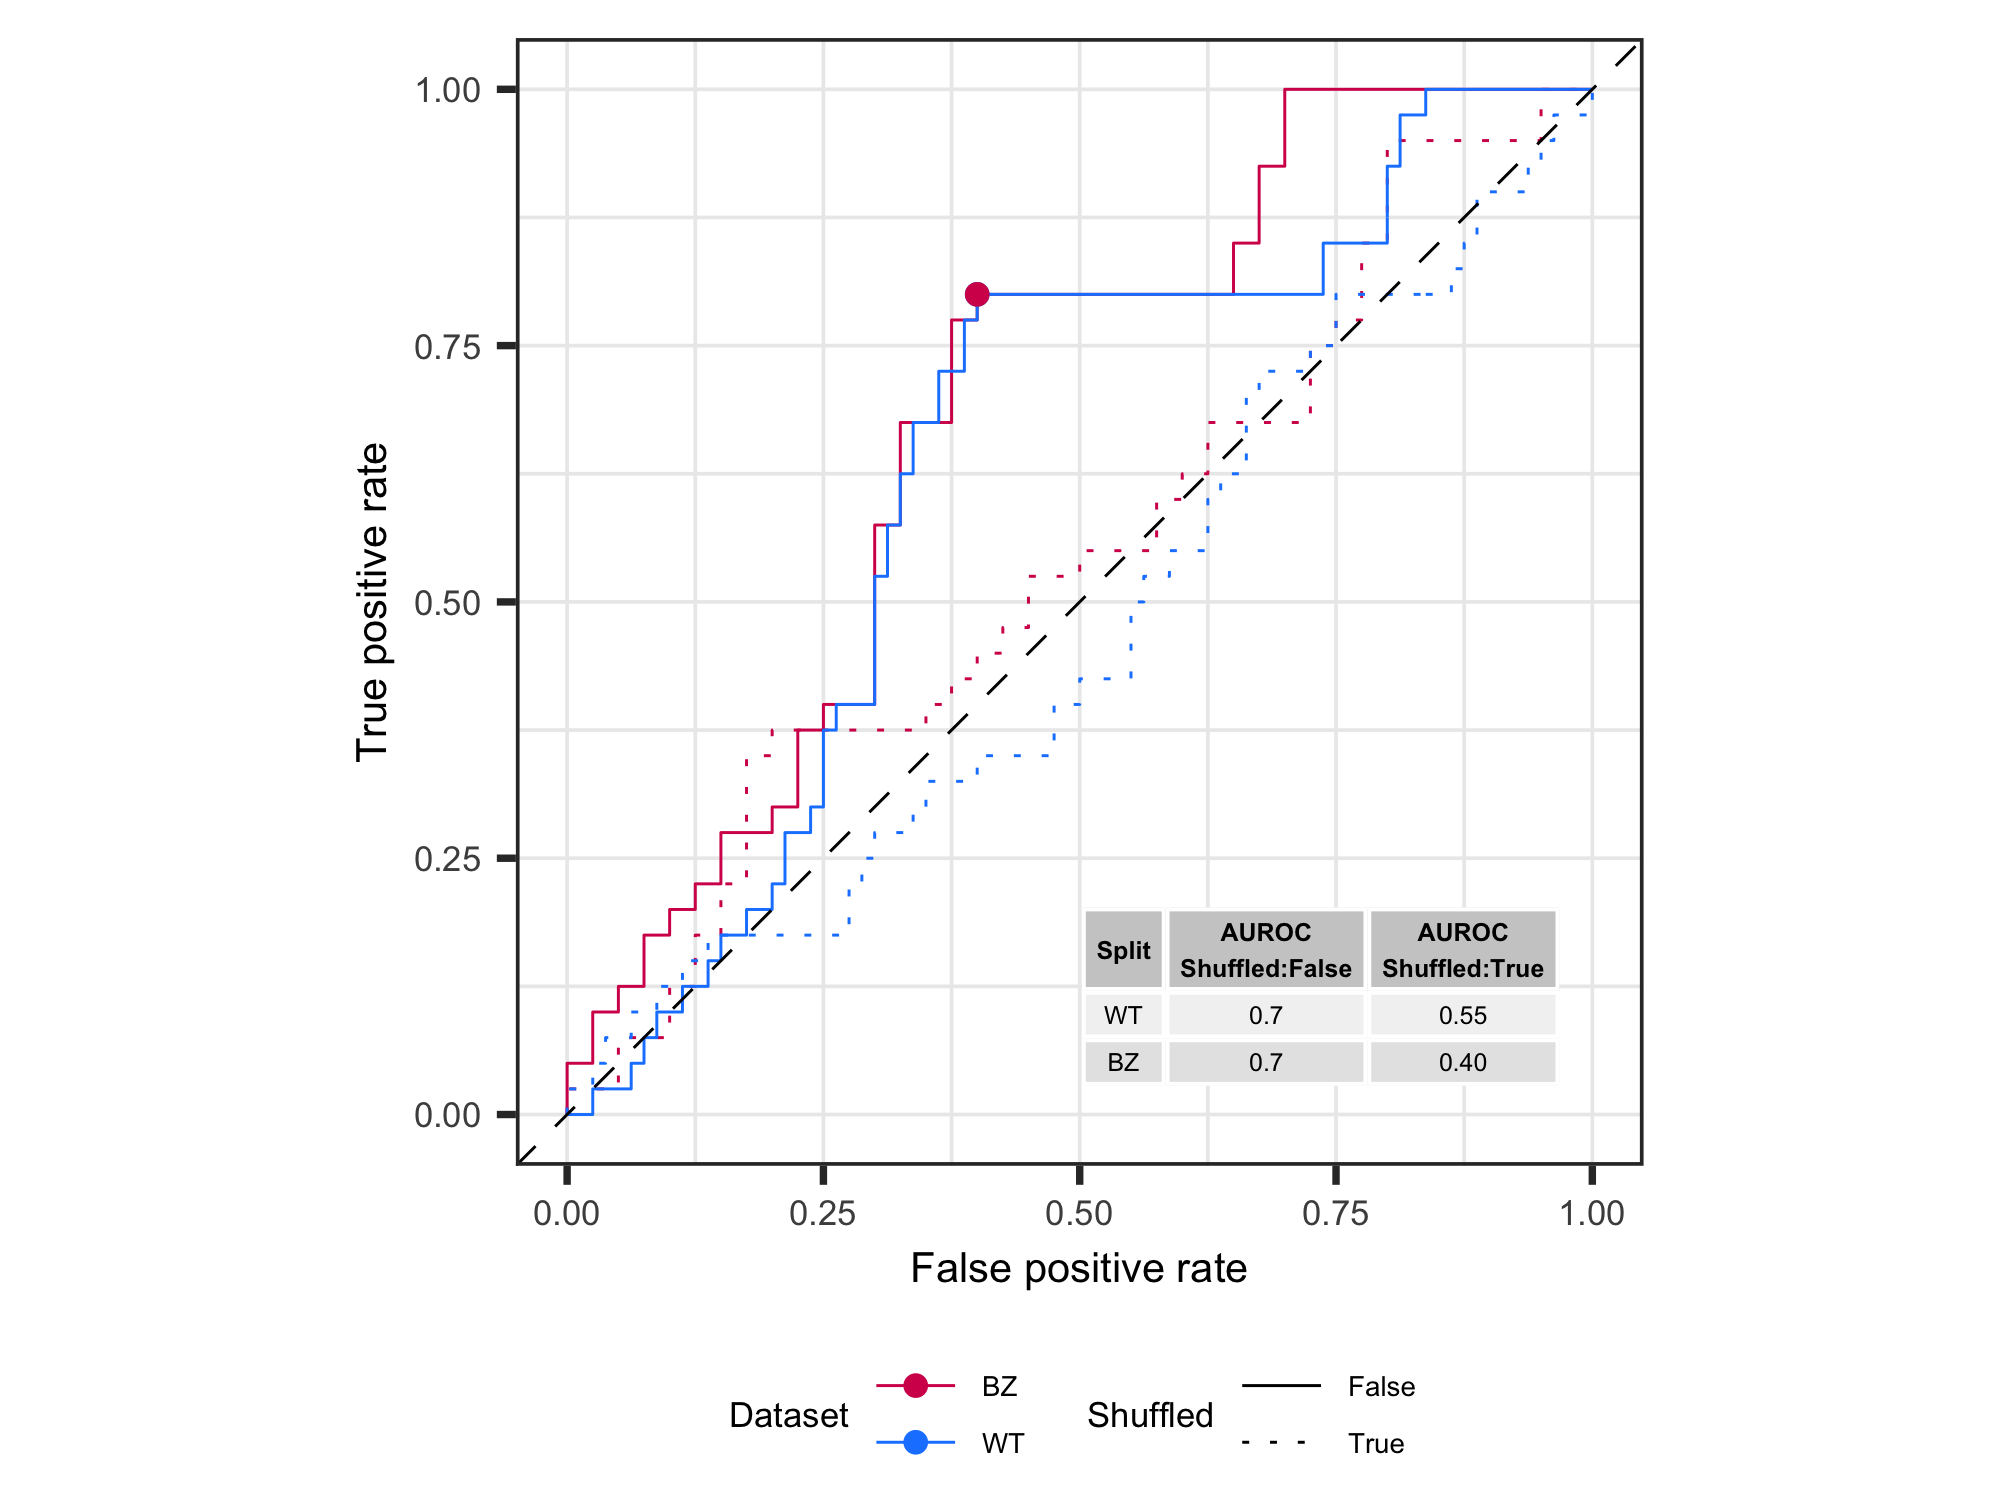 True positive rate
1.00
0.75
0.50
0.25
0.00
Split AUROC Shuffled:False AUROC Shuffled:True
WT 0.7 0.55
BZ 0.7 0.40
0.00 0.25 0.50 0.75 1.00
False positive rate
Dataset BZ WT
Shuffled False True